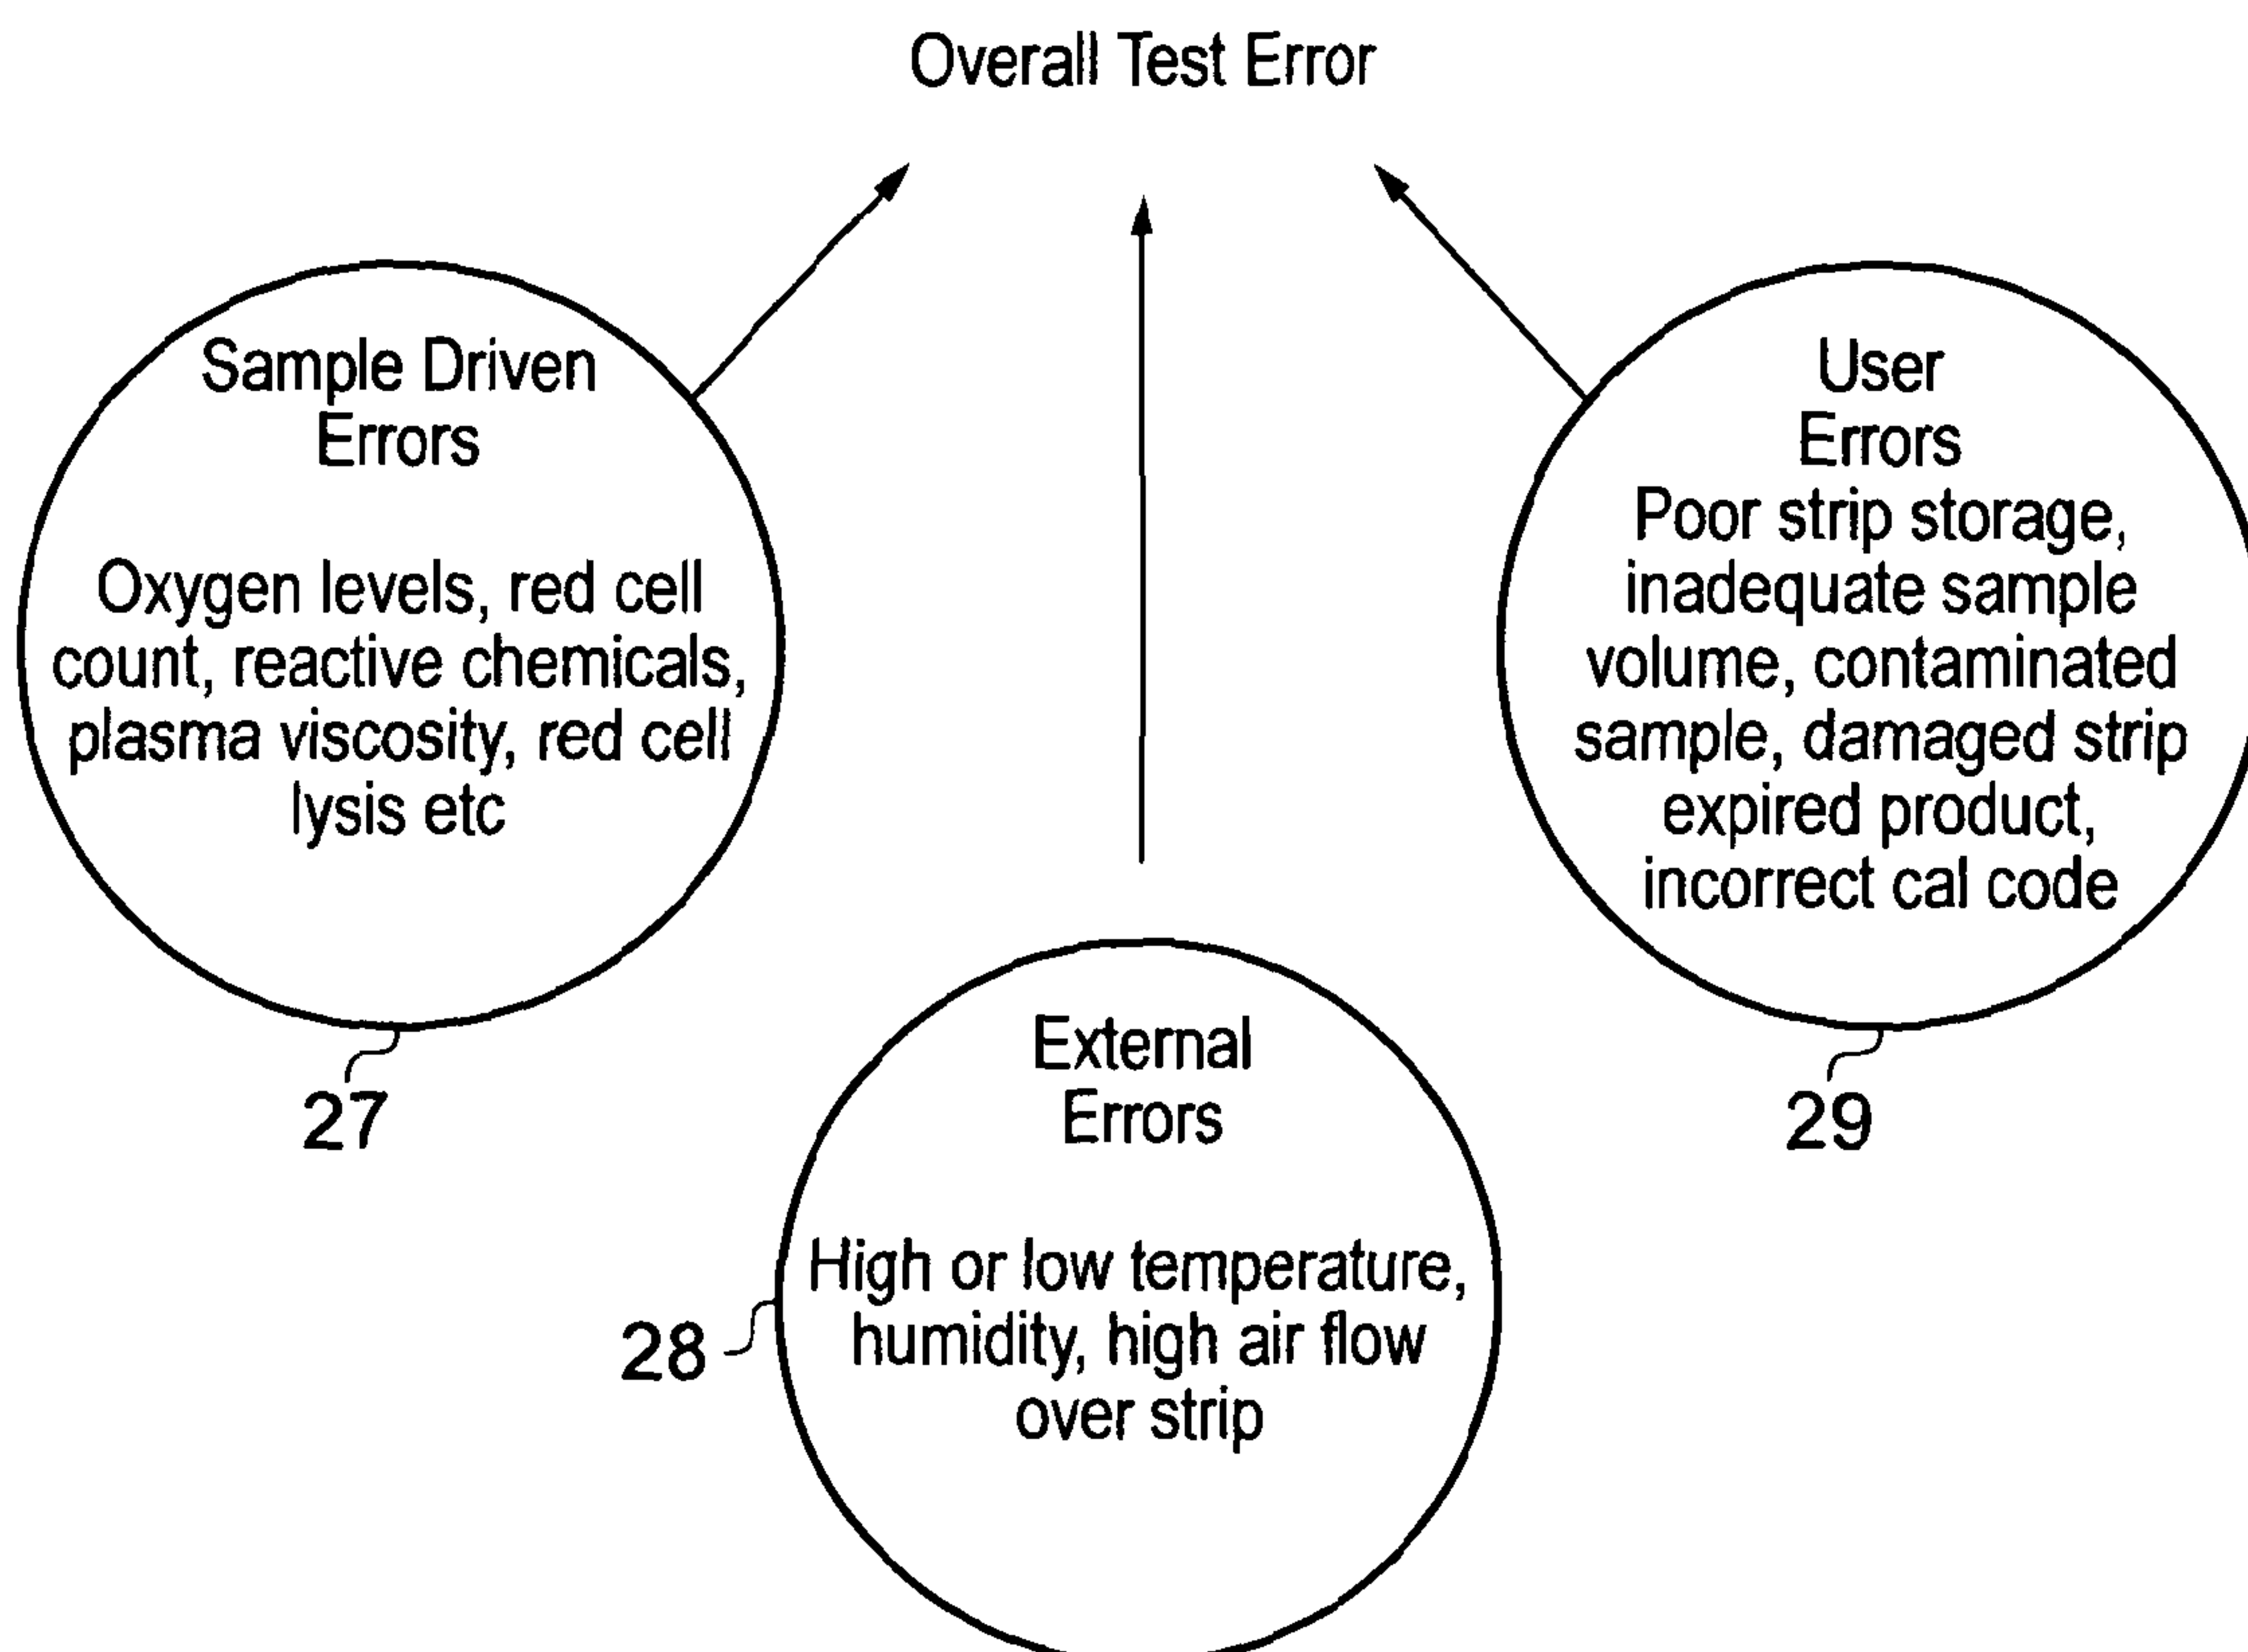 Overall Test Error
Sample Driven
Errors
Oxygen levels, red cell
count, reactive chemicals,
plasma viscosity, red cell
lysis etc
27
User
Errors
Poor strip storage,
inadequate sample
volume, contaminated
sample, damaged strip
expired product,
incorrect cal code
29
External
Errors
High or low temperature,
humidity, high air flow
over strip
28